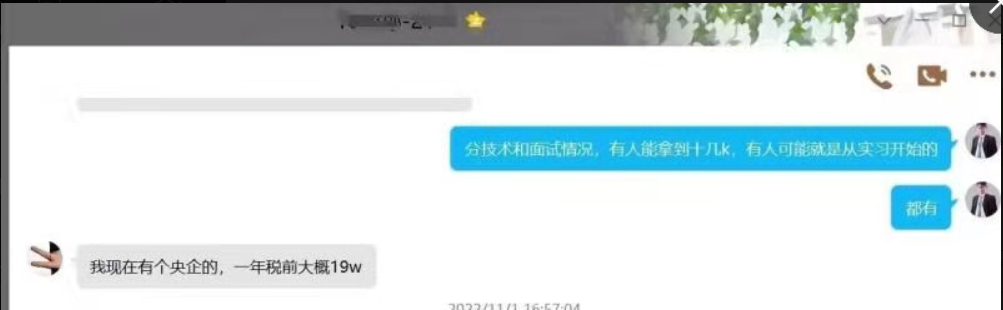 分技术和面试情况，有人能拿到十几k，有人可能就是从实习开始的
都有
我现在有个央企的，一年税前大概19w
2022/11/1 16:57:04